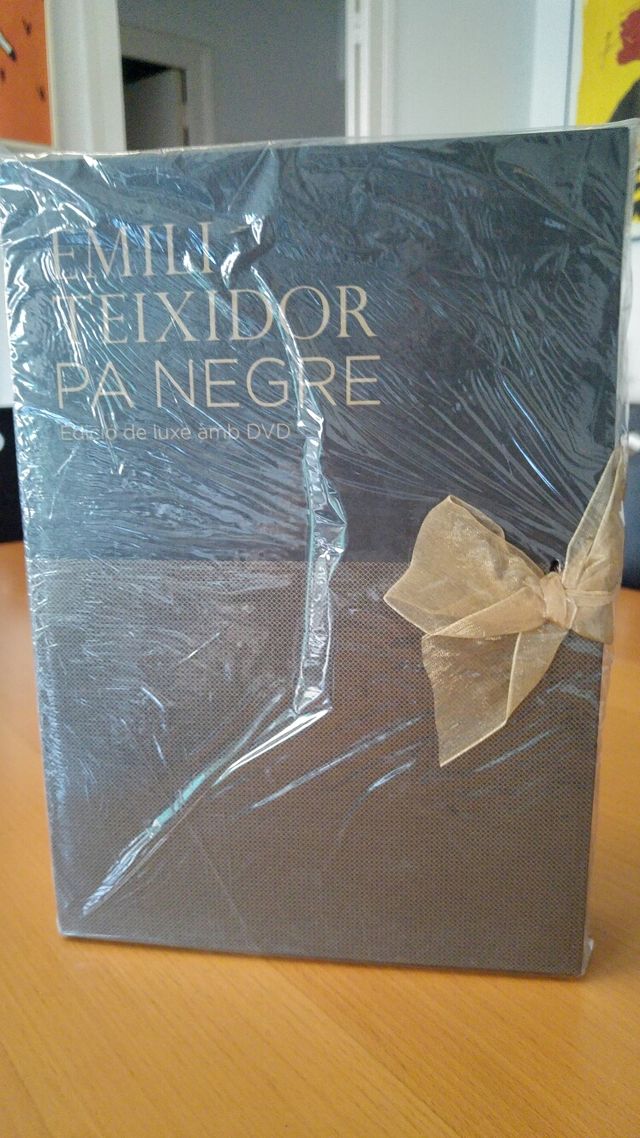 EMILI
TEIXIDOR
PA NEGRE
Edició de luxe amb DVD